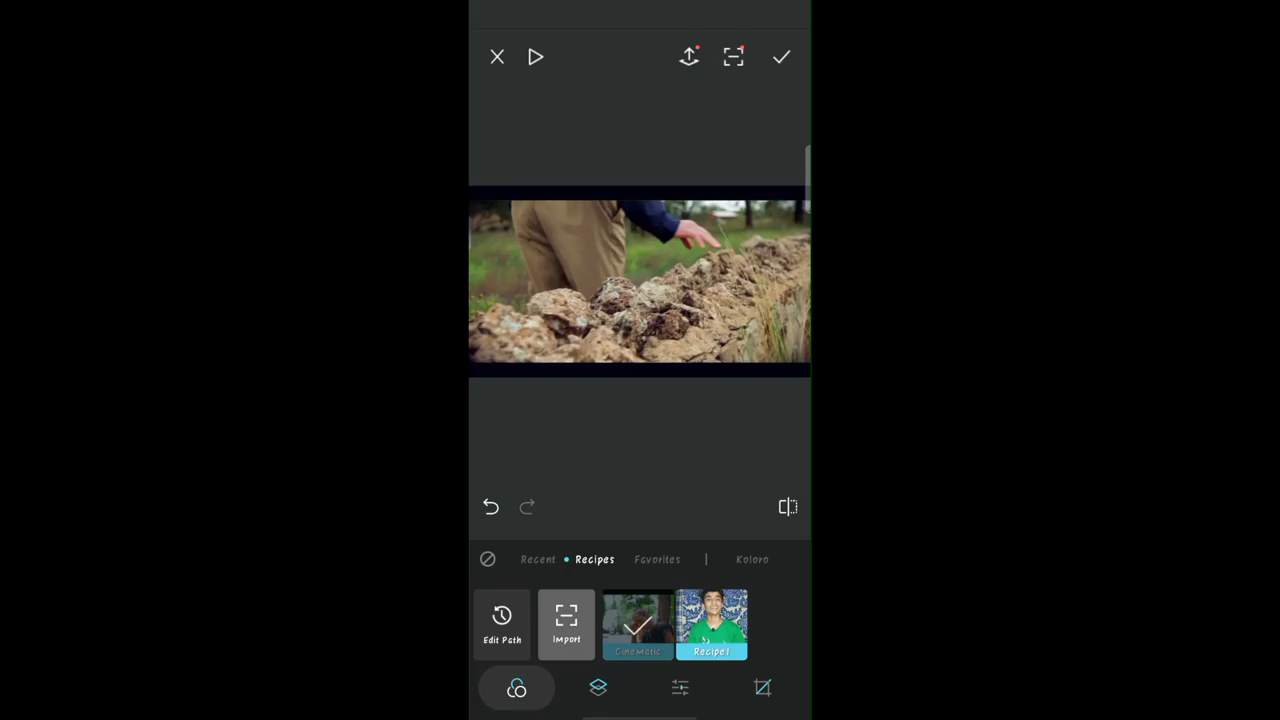 Recent Recipes Favorites | Koloro
Edit Path
Import
Cinematic
Recipe1